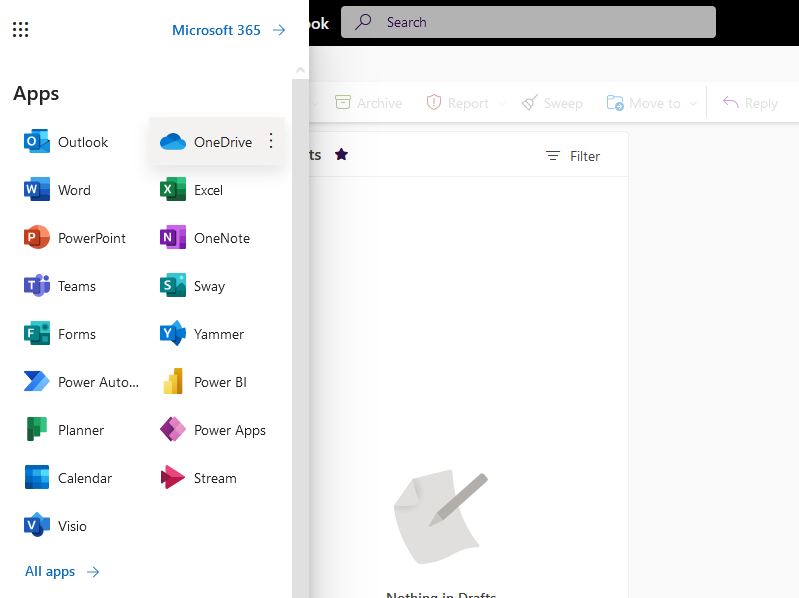 Microsoft 365
ok
Search
Apps
Archive
Report
Sweep
Move to
Reply
Outlook
OneDrive
ts
Filter
Word
Excel
PowerPoint
OneNote
Teams
Sway
Forms
Yammer
Power Auto...
Power BI
Planner
Power Apps
Calendar
Stream
Visio
All apps
Nothing in Drafts